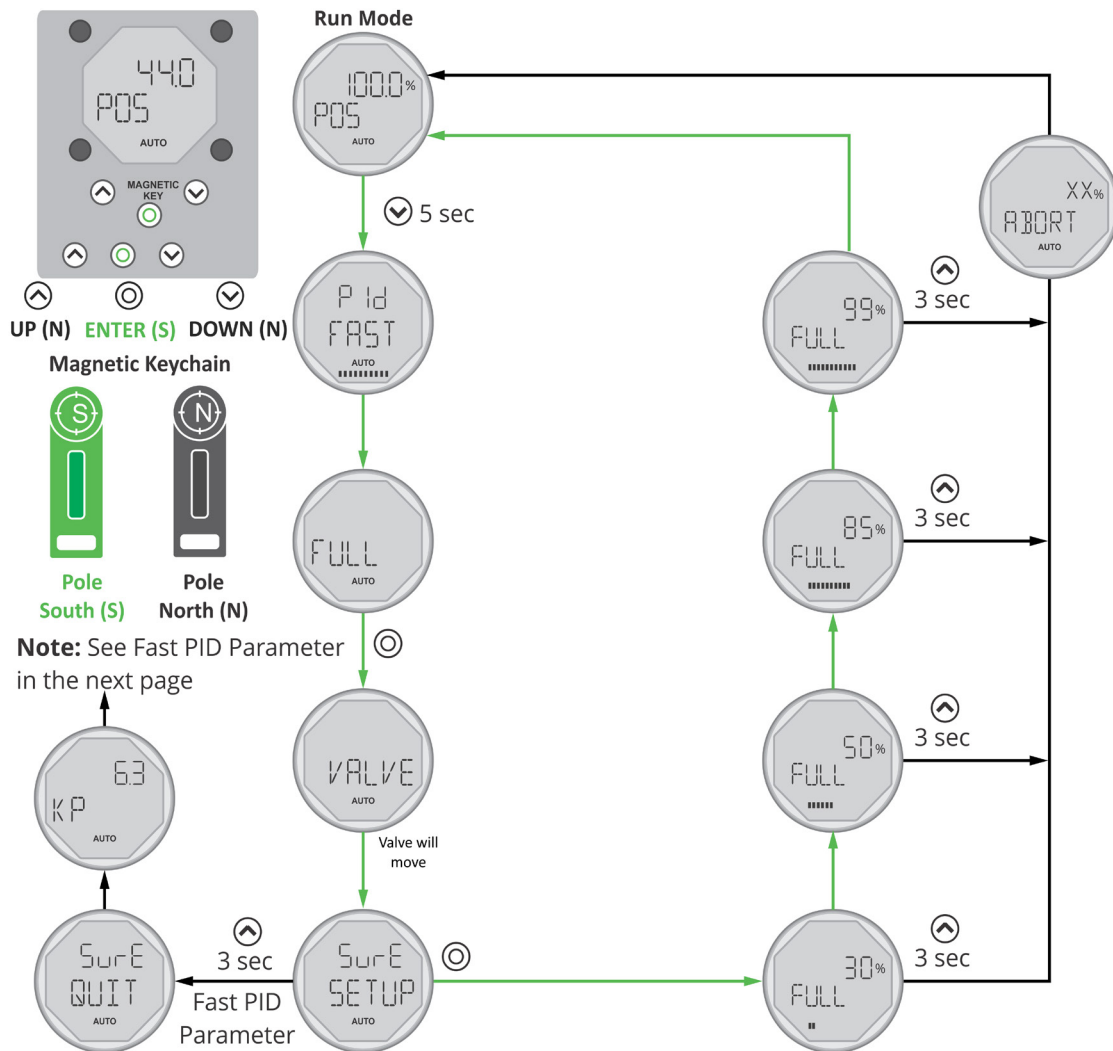 44.0
POS
AUTO
MAGNETIC
KEY
UP (N) ENTER (S) DOWN (N)
Magnetic Keychain
S
N
Pole
South (S)
Pole
North (N)
Note: See Fast PID Parameter
in the next page
6.3
KP
AUTO
SurE
QUIT
AUTO
3 sec
Fast PID
Parameter
Run Mode
100.0%
POS
AUTO
5 sec
PId
FAST
AUTO
FULL
AUTO
VALVE
AUTO
Valve will
move
SurE
SETUP
AUTO
30%
FULL
3 sec
50%
FULL
3 sec
85%
FULL
3 sec
99%
FULL
3 sec
XX%
ABORT
AUTO